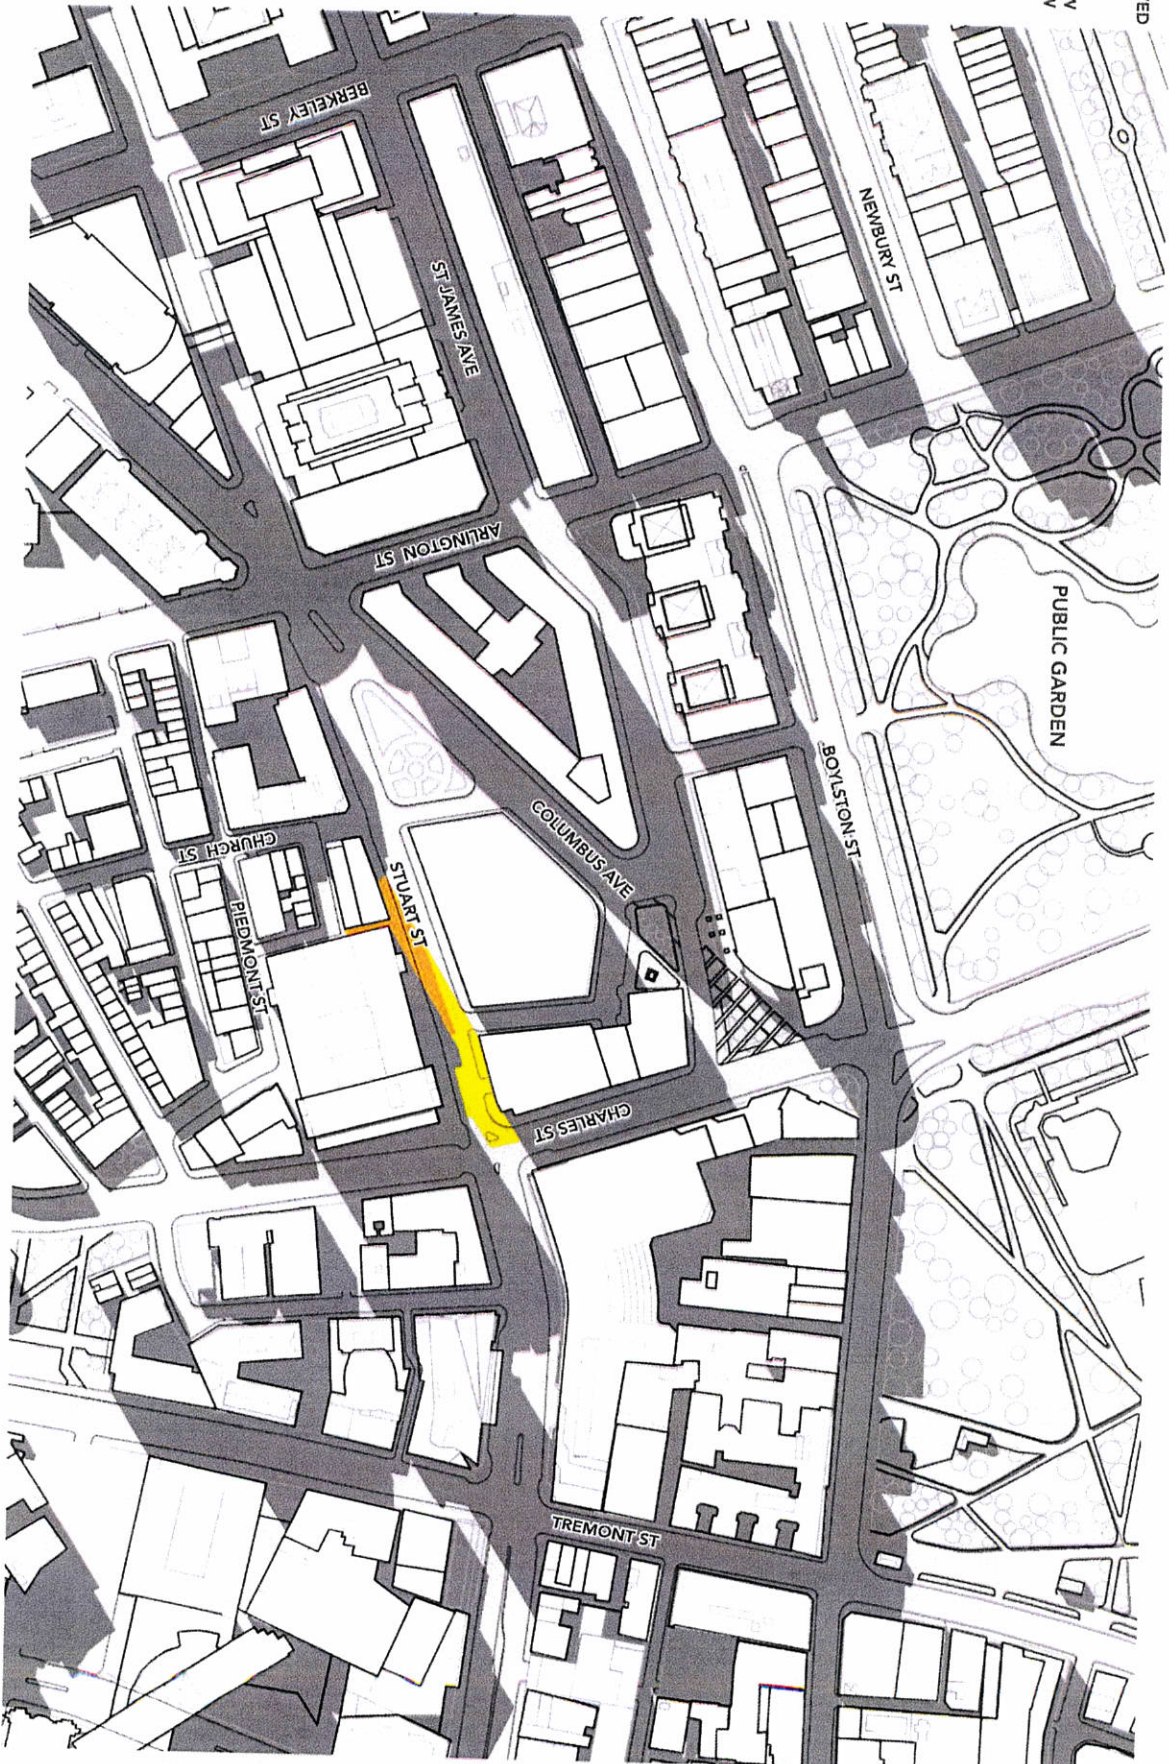 TED
W
V
BERKELEY ST
NEWBURY ST
ST JAMES AVE
ARLINGTON ST
PUBLIC GARDEN
BOYLSTON ST
COLUMBUS AVE
CHURCH ST
STUART ST
PIEDMONT ST
CHARLES ST
TREMONT ST